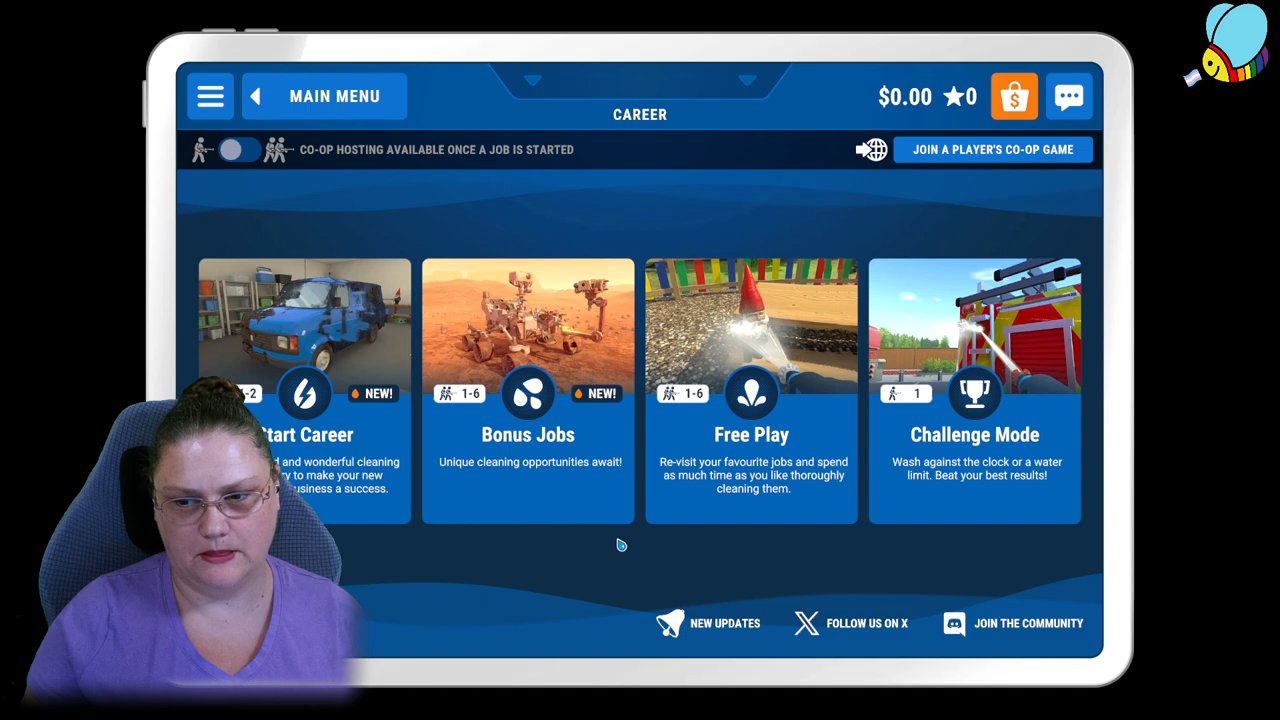 MAIN MENU
CAREER
$0.00 ★0
CO-OP HOSTING AVAILABLE ONCE A JOB IS STARTED
JOIN A PLAYER'S CO-OP GAME
-2
NEW!
Start Career
and wonderful cleaning
to make your new
business a success.
1-6
NEW!
Bonus Jobs
Unique cleaning opportunities await!
1-6
Free Play
Re-visit your favourite jobs and spend
as much time as you like thoroughly
cleaning them.
1
Challenge Mode
Wash against the clock or a water
limit. Beat your best results!
NEW UPDATES
FOLLOW US ON X
JOIN THE COMMUNITY